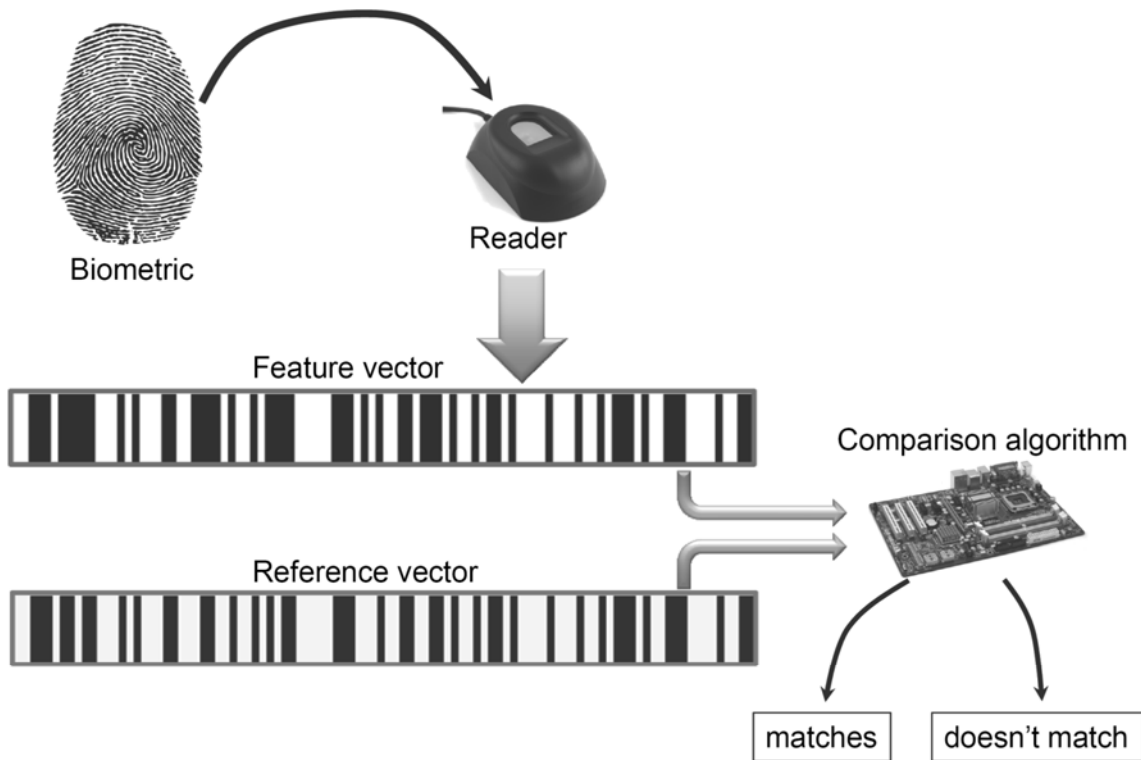 Biometric
Reader
Feature vector
Comparison algorithm
Reference vector
matches
doesn't match